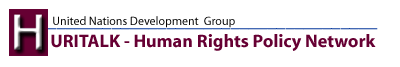 United Nations Development Group
HURITALK - Human Rights Policy Network